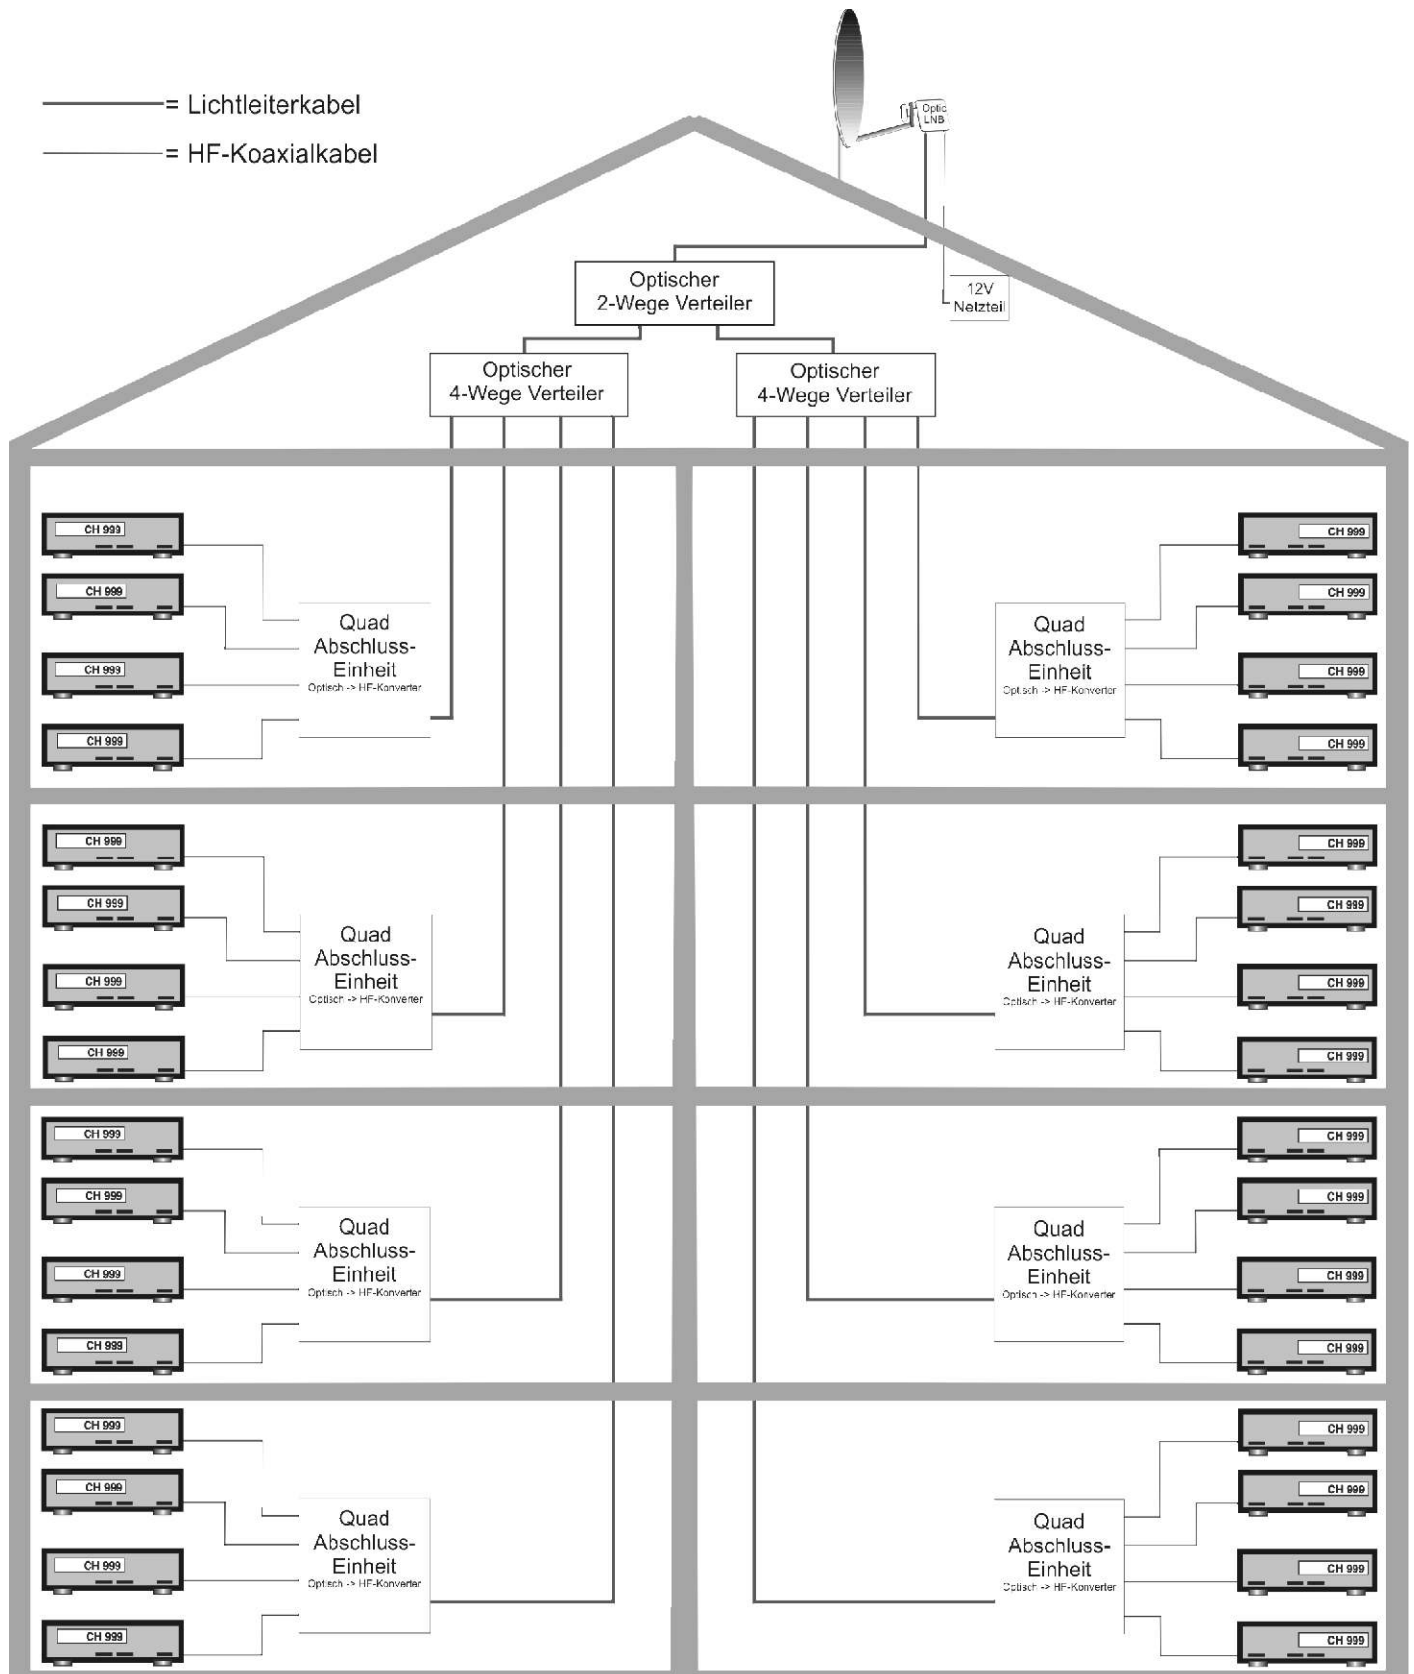 = Lichtleiterkabel
= HF-Koaxialkabel
Optic
LNB
Optischer
2-Wege Verteiler
12V
Netzteil
Optischer
4-Wege Verteiler
Optischer
4-Wege Verteiler
CH 999
CH 999
CH 999
CH 999
Quad
Abschluss-
Einheit
Optisch -> HF-Konverter
Quad
Abschluss-
Einheit
Optisch -> HF-Konverter
CH 999
CH 999
CH 999
CH 999
CH 999
CH 999
CH 999
CH 999
Quad
Abschluss-
Einheit
Optisch -> HF-Konverter
Quad
Abschluss-
Einheit
Optisch -> HF-Konverter
CH 999
CH 999
CH 999
CH 999
CH 999
CH 999
CH 999
CH 999
Quad
Abschluss-
Einheit
Optisch -> HF-Konverter
Quad
Abschluss-
Einheit
Optisch -> HF-Konverter
CH 999
CH 999
CH 999
CH 999
CH 999
CH 999
CH 999
CH 999
Quad
Abschluss-
Einheit
Optisch -> HF-Konverter
Quad
Abschluss-
Einheit
Optisch -> HF-Konverter
CH 999
CH 999
CH 999
CH 999